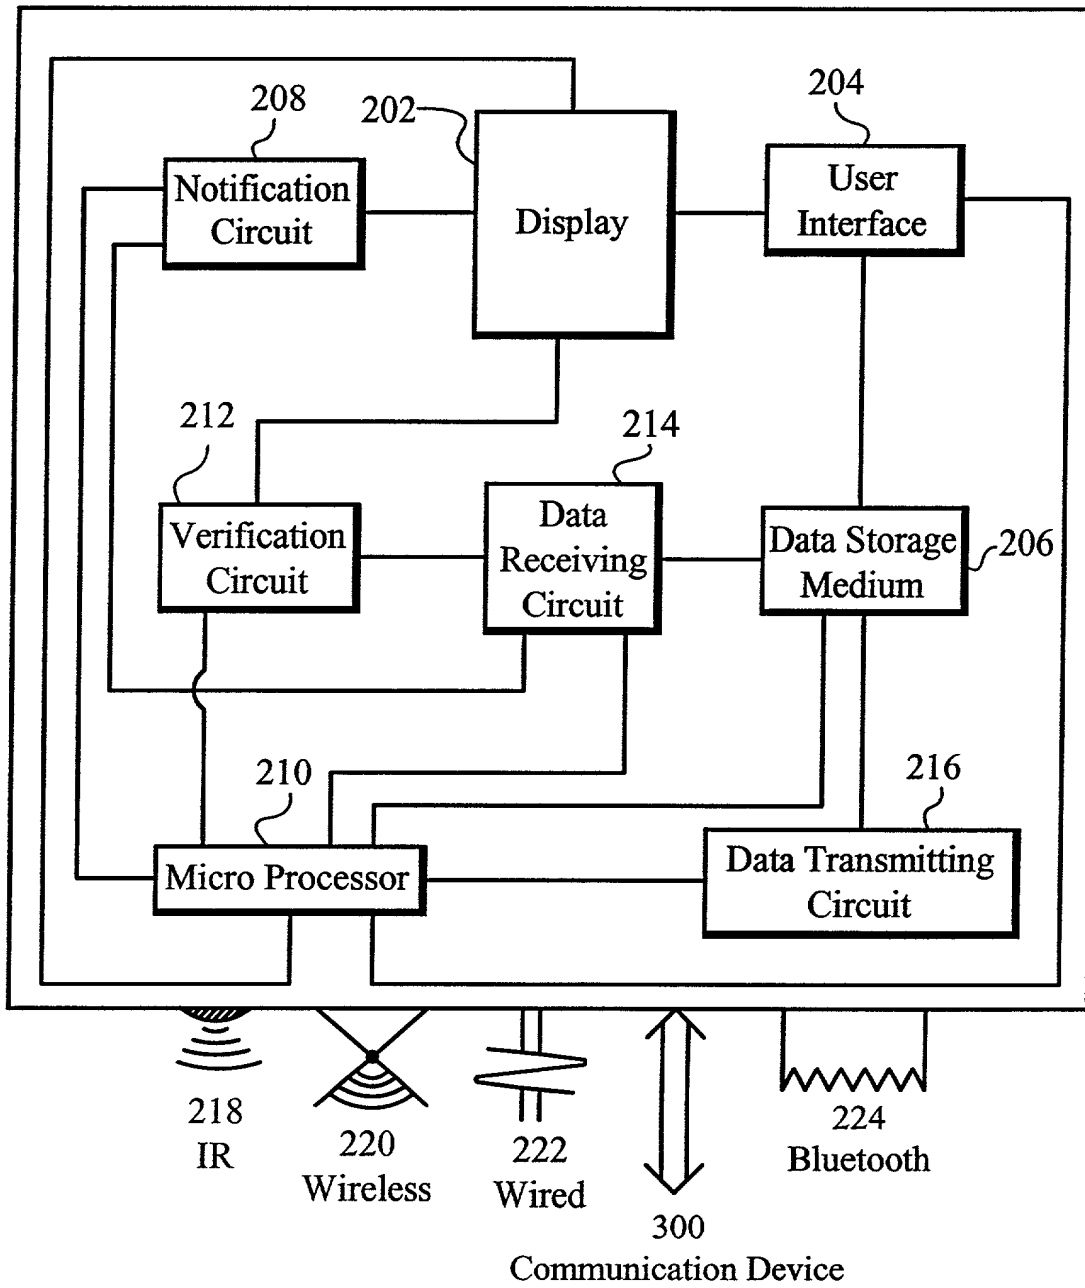 208
202
204
Notification
Circuit
Display
User
Interface
212
214
Verification
Circuit
Data
Receiving
Circuit
Data Storage
Medium
206
210
216
Micro Processor
Data Transmitting
Circuit
218
IR
220
Wireless
222
Wired
300
Communication Device
224
Bluetooth